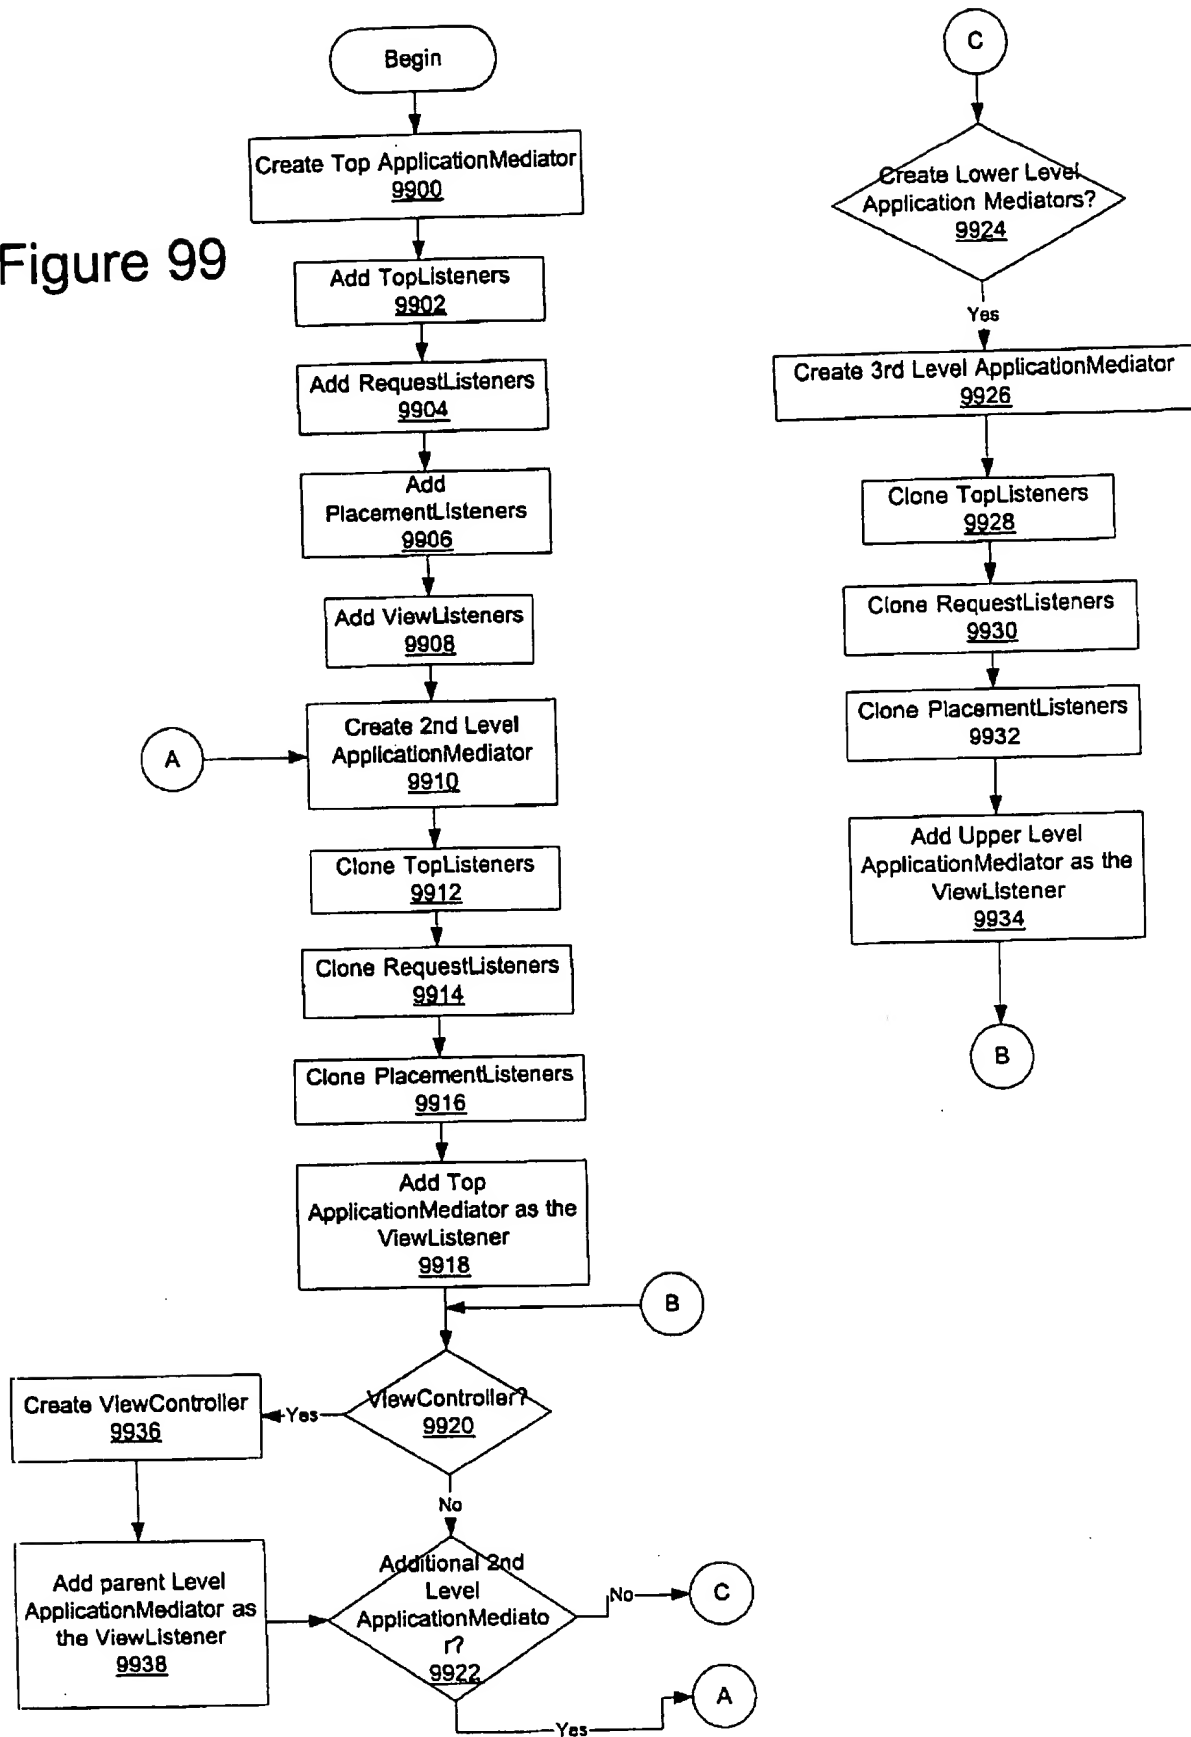 Begin
Create Top ApplicationMediator
9900
Figure 99
Add TopListeners
9902
Add RequestListeners
9904
Add
PlacementListeners
9906
Add ViewListeners
9908
A
Create 2nd Level
ApplicationMediator
9910
Clone TopListeners
9912
Clone RequestListeners
9914
Clone PlacementListeners
9916
Add Top
ApplicationMediator as the
ViewListener
9918
B
ViewController?
9920
Yes
Create ViewController
9936
No
Add parent Level
ApplicationMediator as
the ViewListener
9938
Additional 2nd
Level
ApplicationMediato
r?
9922
No
C
Yes
A
C
Create Lower Level
Application Mediators?
9924
Yes
Create 3rd Level ApplicationMediator
9926
Clone TopListeners
9928
Clone RequestListeners
9930
Clone PlacementListeners
9932
Add Upper Level
ApplicationMediator as the
ViewListener
9934
B